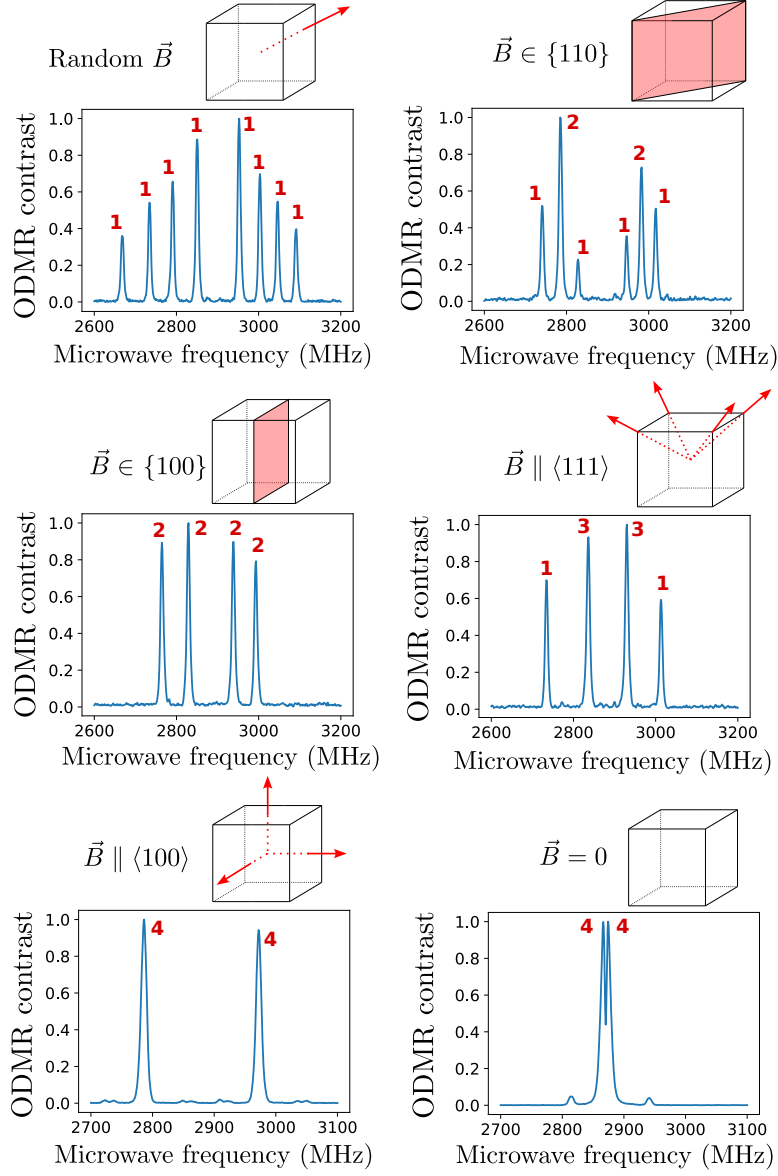 Random B⃗
1.0
0.8
0.6
0.4
0.2
0.0
ODMR contrast
1 1 1 1 1 1 1 1
2600 2800 3000 3200
Microwave frequency (MHz)
B⃗ ∈ {110}
1.0
0.8
0.6
0.4
0.2
0.0
ODMR contrast
1 2 1 1 2 1
2600 2800 3000 3200
Microwave frequency (MHz)
B⃗ ∈ {100}
1.0
0.8
0.6
0.4
0.2
0.0
ODMR contrast
2 2 2 2
2600 2800 3000 3200
Microwave frequency (MHz)
B⃗ ∥ ⟨111⟩
1.0
0.8
0.6
0.4
0.2
0.0
ODMR contrast
1 3 3 1
2600 2800 3000 3200
Microwave frequency (MHz)
B⃗ ∥ ⟨100⟩
1.0
0.8
0.6
0.4
0.2
0.0
ODMR contrast
4 4
2700 2800 2900 3000 3100
Microwave frequency (MHz)
B⃗ = 0
1.0
0.8
0.6
0.4
0.2
0.0
ODMR contrast
4 4
2700 2800 2900 3000 3100
Microwave frequency (MHz)